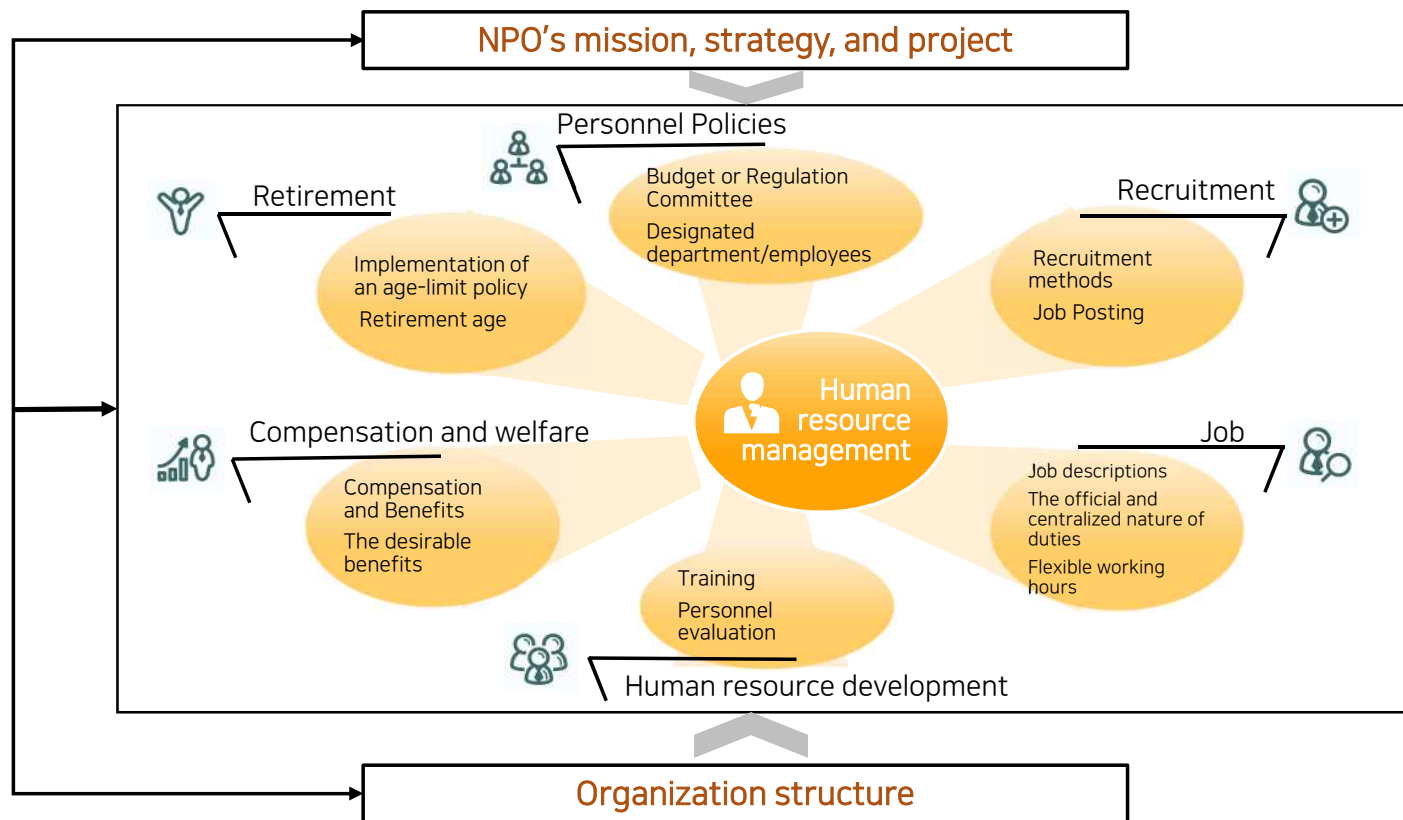 NPO's mission, strategy, and project
Personnel Policies
Budget or Regulation
Committee
Designated
department/employees
Retirement
Implementation of
an age-limit policy
Retirement age
Recruitment
Recruitment
methods
Job Posting
Human
resource
management
Compensation and welfare
Compensation
and Benefits
The desirable
benefits
Job
Job descriptions
The official and
centralized nature of
duties
Flexible working
hours
Training
Personnel
evaluation
Human resource development
Organization structure